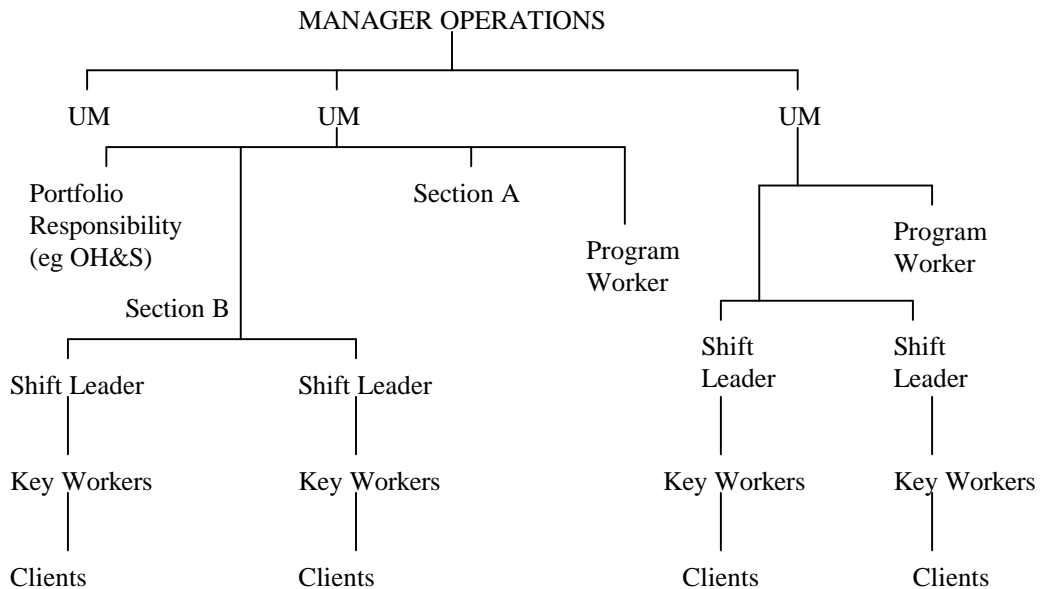 MANAGER OPERATIONS
UM UM UM
Portfolio
Responsibility
(eg OH&S)
Section A
Program
Worker
Program
Worker
Section B
Shift Leader Shift Leader
Shift
Leader
Shift
Leader
Key Workers Key Workers Key Workers Key Workers
Clients Clients Clients Clients